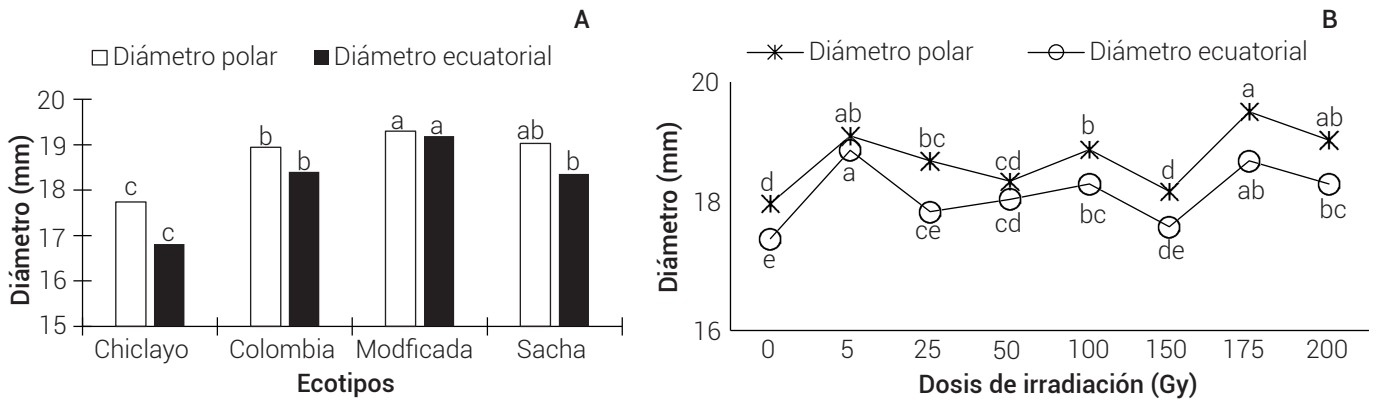 A
Diámetro polar
Diámetro ecuatorial
Diámetro (mm)
20
19
18
17
16
15
c
c
b
b
a
a
ab
b
Chiclayo
Colombia
Modficada
Sacha
Ecotipos
B
Diámetro polar
Diámetro ecuatorial
Diámetro (mm)
20
18
16
d
ab
bc
cd
b
d
a
ab
e
a
ce
cd
bc
de
ab
bc
0
5
25
50
100
150
175
200
Dosis de irradiación (Gy)